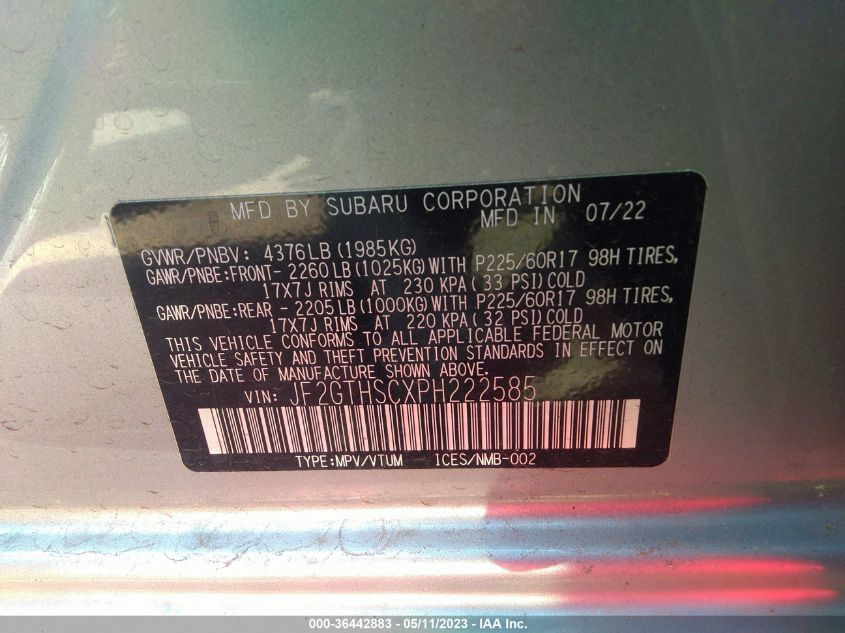 MFD BY SUBARU CORPORATION
MFD IN 07/22
GVWR/PNBV: 4376LB (1985KG)
GAWR/PNBE:FRONT- 2260 LB (1025KG) WITH P225/60R17 98H TIRES,
17X7J RIMS AT 230 KPA ( 33 PSI) COLD
GAWR/PNBE:REAR - 2205 LB (1000KG) WITH P225/60R17 98H TIRES,
17X7J RIMS AT 220 KPA ( 32 PSI) COLD
THIS VEHICLE CONFORMS TO ALL APPLICABLE FEDERAL MOTOR
VEHICLE SAFETY AND THEFT PREVENTION STANDARDS IN EFFECT ON
THE DATE OF MANUFACTURE SHOWN ABOVE.
VIN: JF2GTHSCXPH222585
TYPE:MPV/VTUM ICES/NMB-002
000-36442883 - 05/11/2023 - IAA Inc.